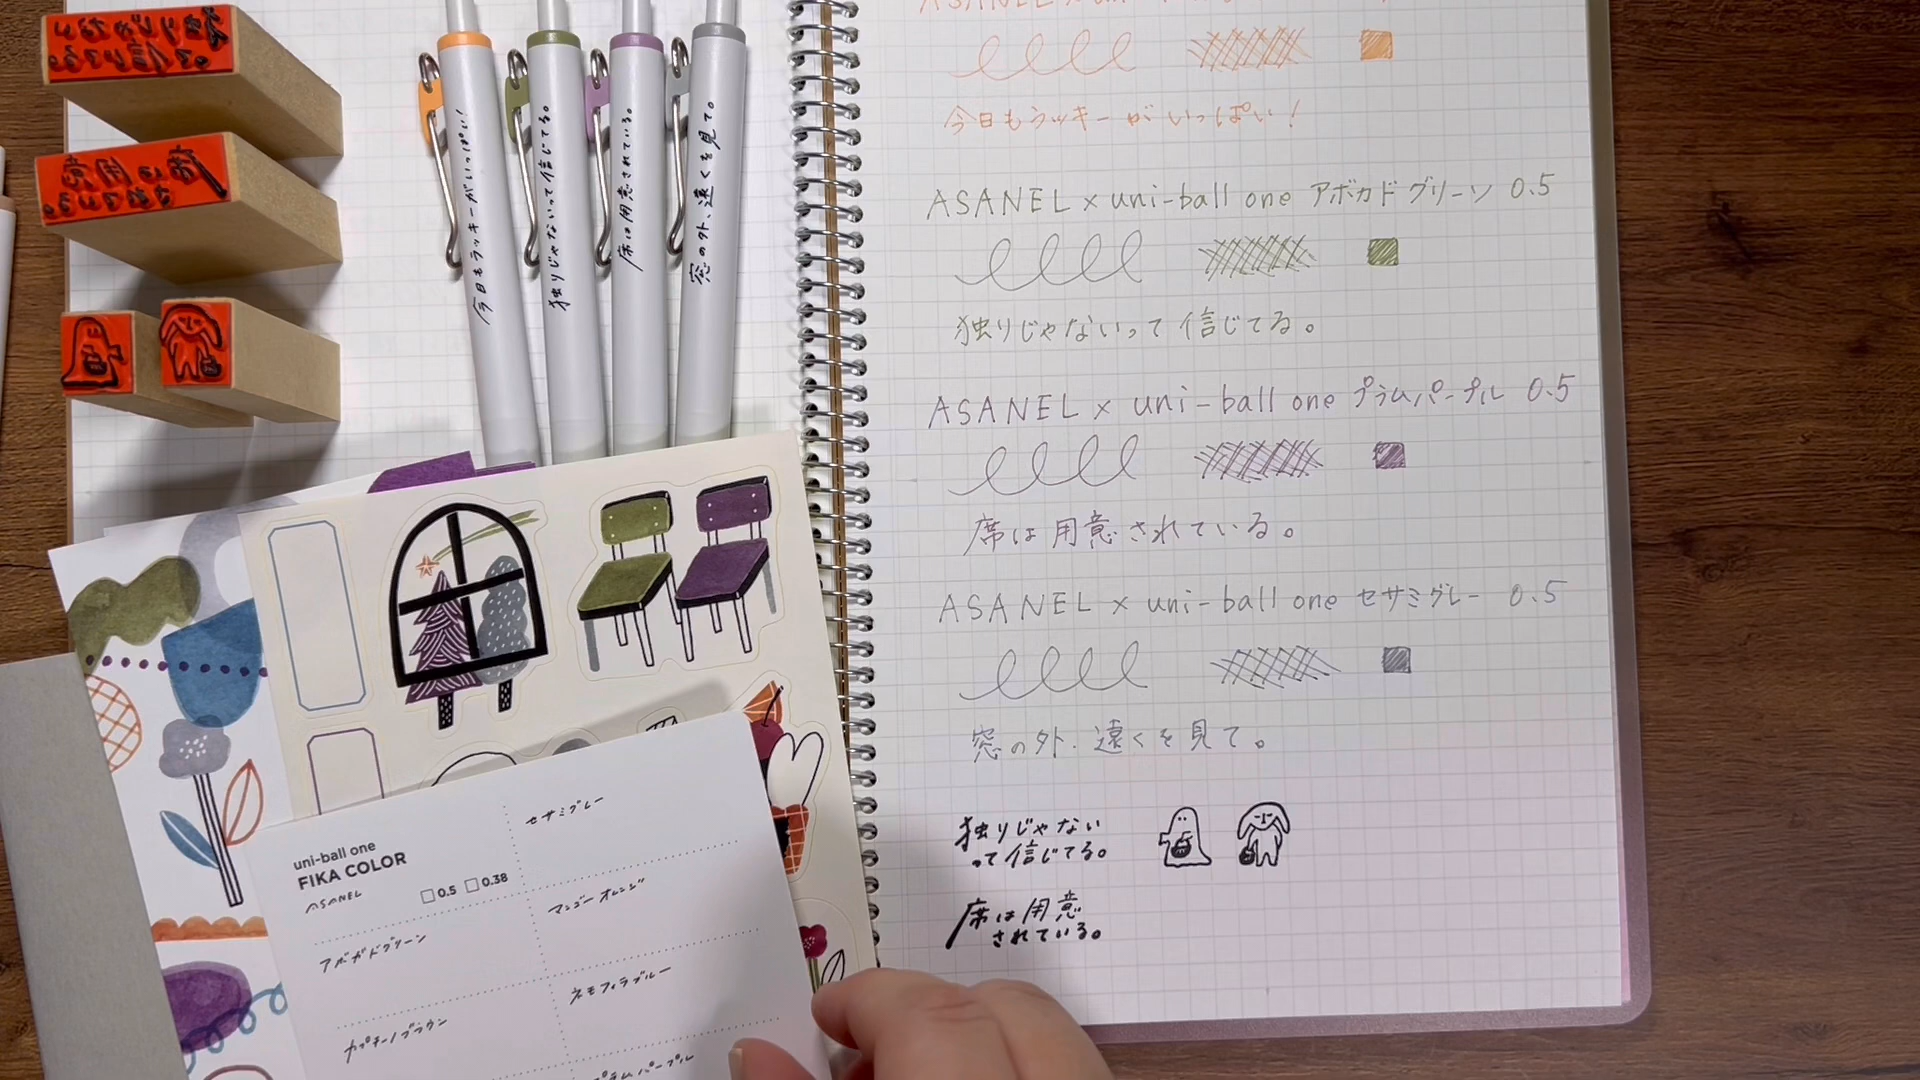 今日もラッキーがいっぱい!
独りじゃないって信じてる。
席は用意されている。
窓の外、遠くを見て。
今日もラッキーがいっぱい!
ASANEL × uni-ball one アボカドグリーン 0.5
独りじゃないって信じてる。
ASANEL × uni-ball one プラムパープル 0.5
席は用意されている。
ASANEL × uni-ball one セサミグレー 0.5
窓の外、遠くを見て。
独りじゃない
って信じてる。
席は用意
されている。
uni-ball one
FIKA COLOR
ASANEL
0.5 0.38
セサミグレー
マンゴーオレンジ
アボガドグリーン
ネモフィラブルー
カプチーノブラウン
プラムパープル